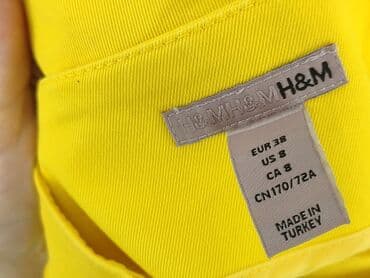 H&M H&M H&M
EUR 38
US 8
CA 8
CN170/72A
MADE IN
TURKEY